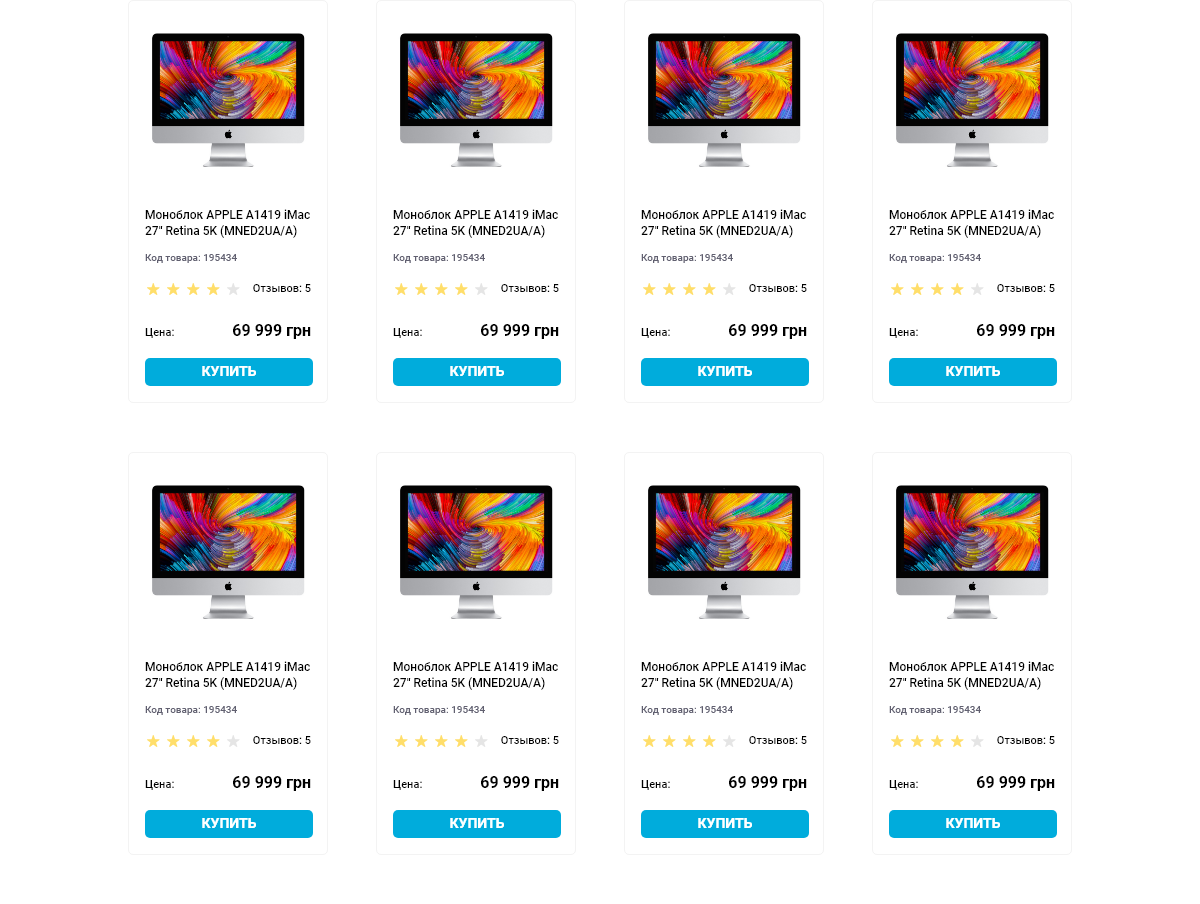 Моноблок APPLE A1419 iMac
27" Retina 5K (MNED2UA/A)
Код товара: 195434
Отзывов: 5
Цена: 69 999 грн
КУПИТЬ
Моноблок APPLE A1419 iMac
27" Retina 5K (MNED2UA/A)
Код товара: 195434
Отзывов: 5
Цена: 69 999 грн
КУПИТЬ
Моноблок APPLE A1419 iMac
27" Retina 5K (MNED2UA/A)
Код товара: 195434
Отзывов: 5
Цена: 69 999 грн
КУПИТЬ
Моноблок APPLE A1419 iMac
27" Retina 5K (MNED2UA/A)
Код товара: 195434
Отзывов: 5
Цена: 69 999 грн
КУПИТЬ
Моноблок APPLE A1419 iMac
27" Retina 5K (MNED2UA/A)
Код товара: 195434
Отзывов: 5
Цена: 69 999 грн
КУПИТЬ
Моноблок APPLE A1419 iMac
27" Retina 5K (MNED2UA/A)
Код товара: 195434
Отзывов: 5
Цена: 69 999 грн
КУПИТЬ
Моноблок APPLE A1419 iMac
27" Retina 5K (MNED2UA/A)
Код товара: 195434
Отзывов: 5
Цена: 69 999 грн
КУПИТЬ
Моноблок APPLE A1419 iMac
27" Retina 5K (MNED2UA/A)
Код товара: 195434
Отзывов: 5
Цена: 69 999 грн
КУПИТЬ